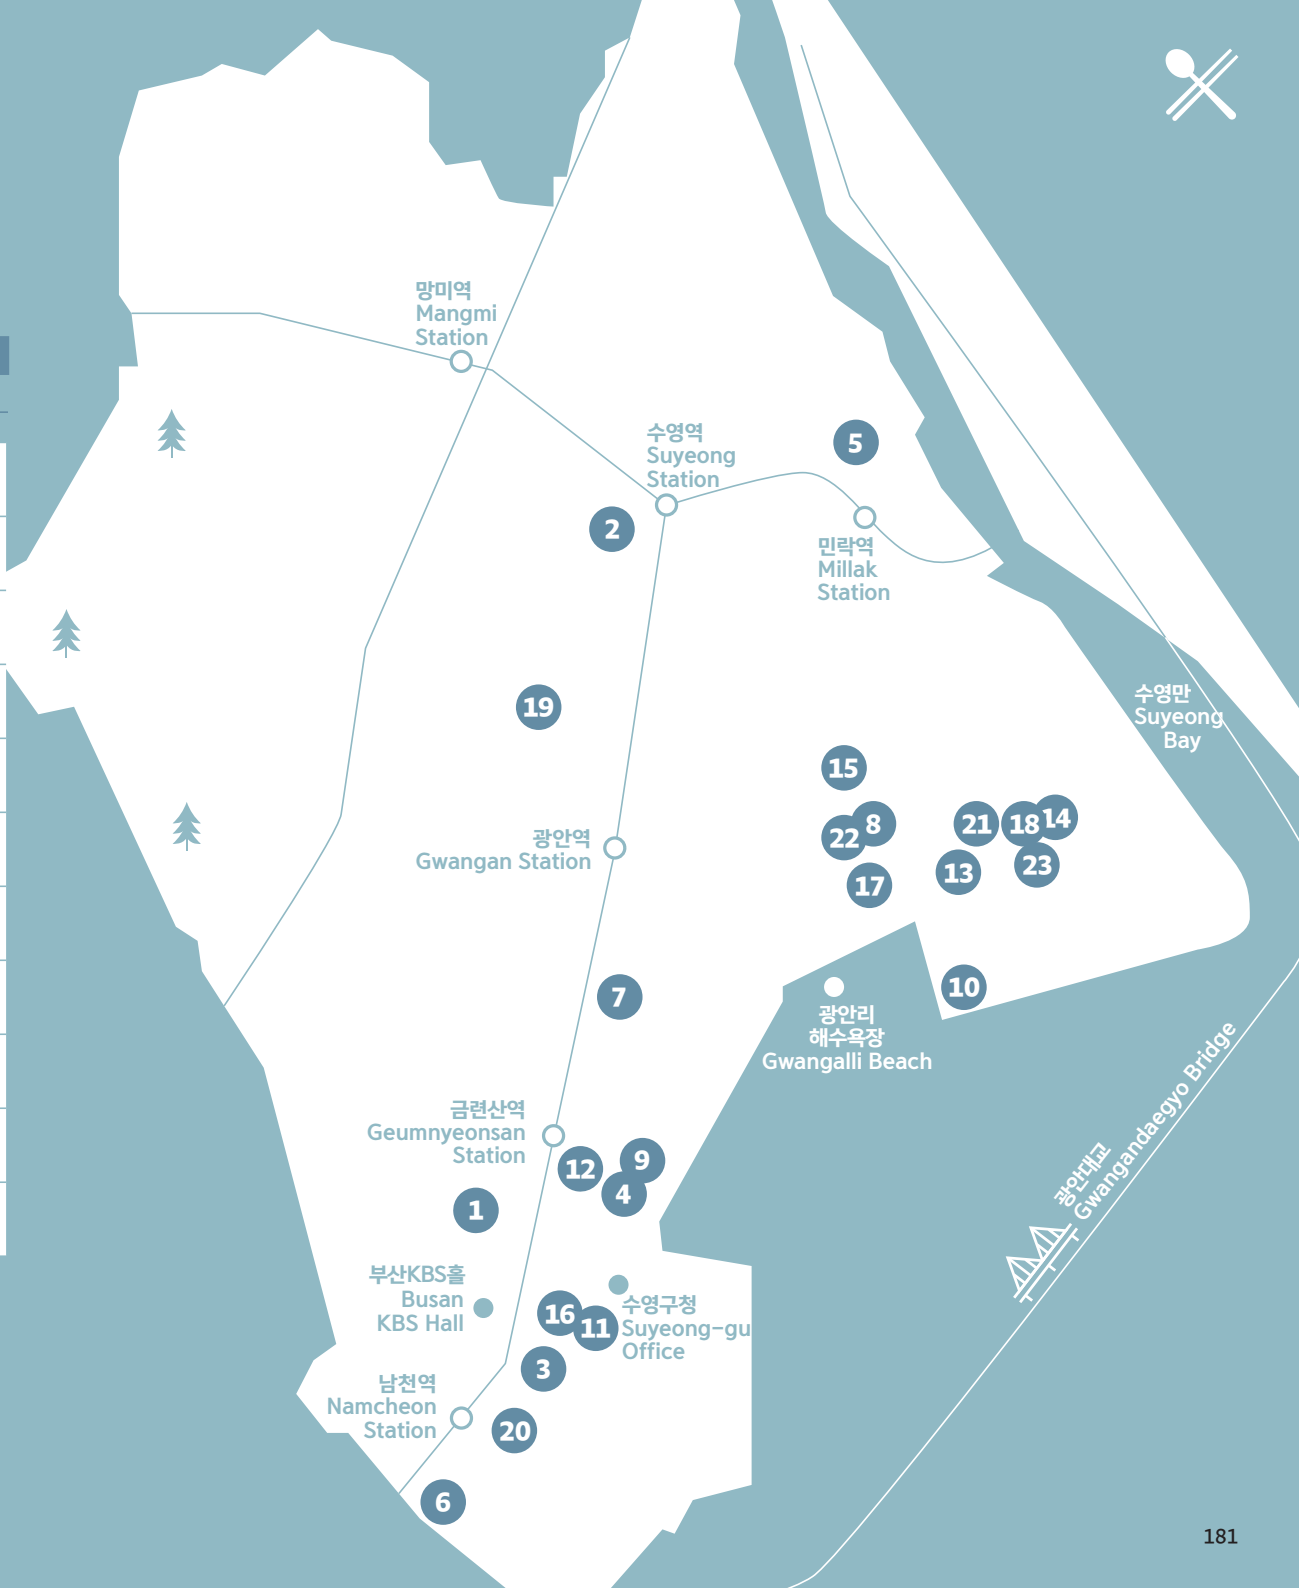 망미역
Mangmi
Station
수영역
Suyeong
Station
5
2
민락역
Millak
Station
19
수영만
Suyeong
Bay
15
8
22
21
18
14
광안역
Gwangan Station
17
13
23
7
10
광안리
해수욕장
Gwangalli Beach
광안대교
Gwangandaegyo Bridge
금련산역
Geumnyeonsan
Station
12
9
4
1
부산KBS홀
Busan
KBS Hall
16
11
수영구청
Suyeong-gu
Office
3
남천역
Namcheon
Station
20
6
181